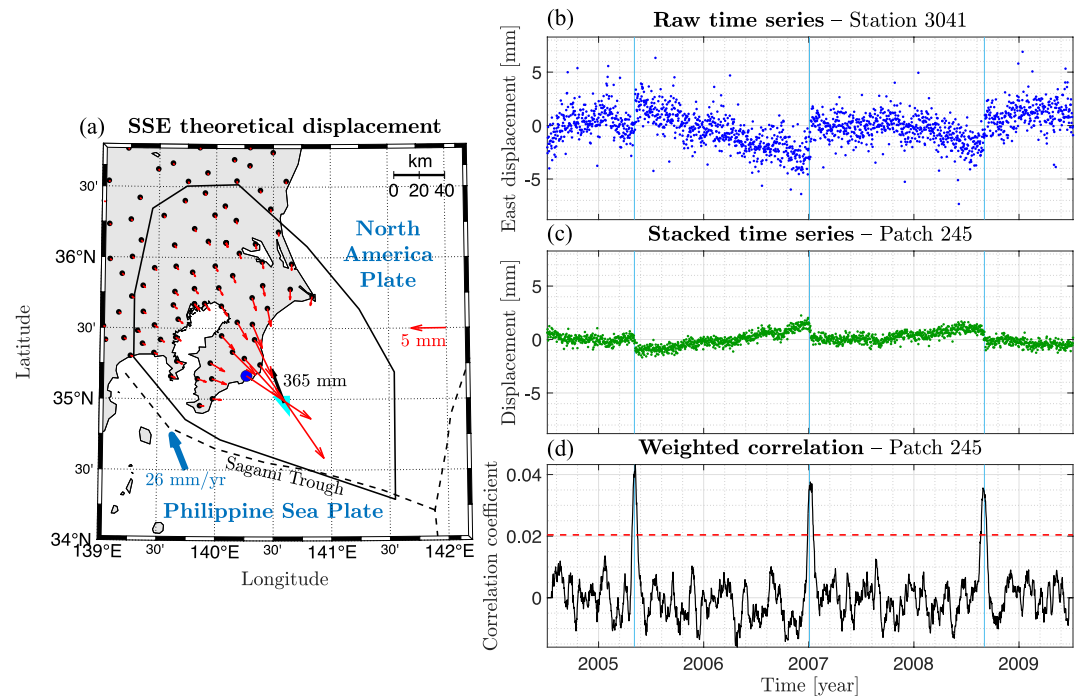 (a) SSE theoretical displacement
km
0 20 40
30'
36°N
30'
35°N
30'
34°N
139°E
30'
140°E
30'
141°E
30'
142°E
Latitude
Longitude
North
America
Plate
5 mm
365 mm
26 mm/yr
Sagami Trough
Philippine Sea Plate
(b) Raw time series – Station 3041
East displacement [mm]
5
0
-5
(c) Stacked time series – Patch 245
Displacement [mm]
5
0
-5
(d) Weighted correlation – Patch 245
Correlation coefficient
0.04
0.02
0
2005 2006 2007 2008 2009
Time [year]